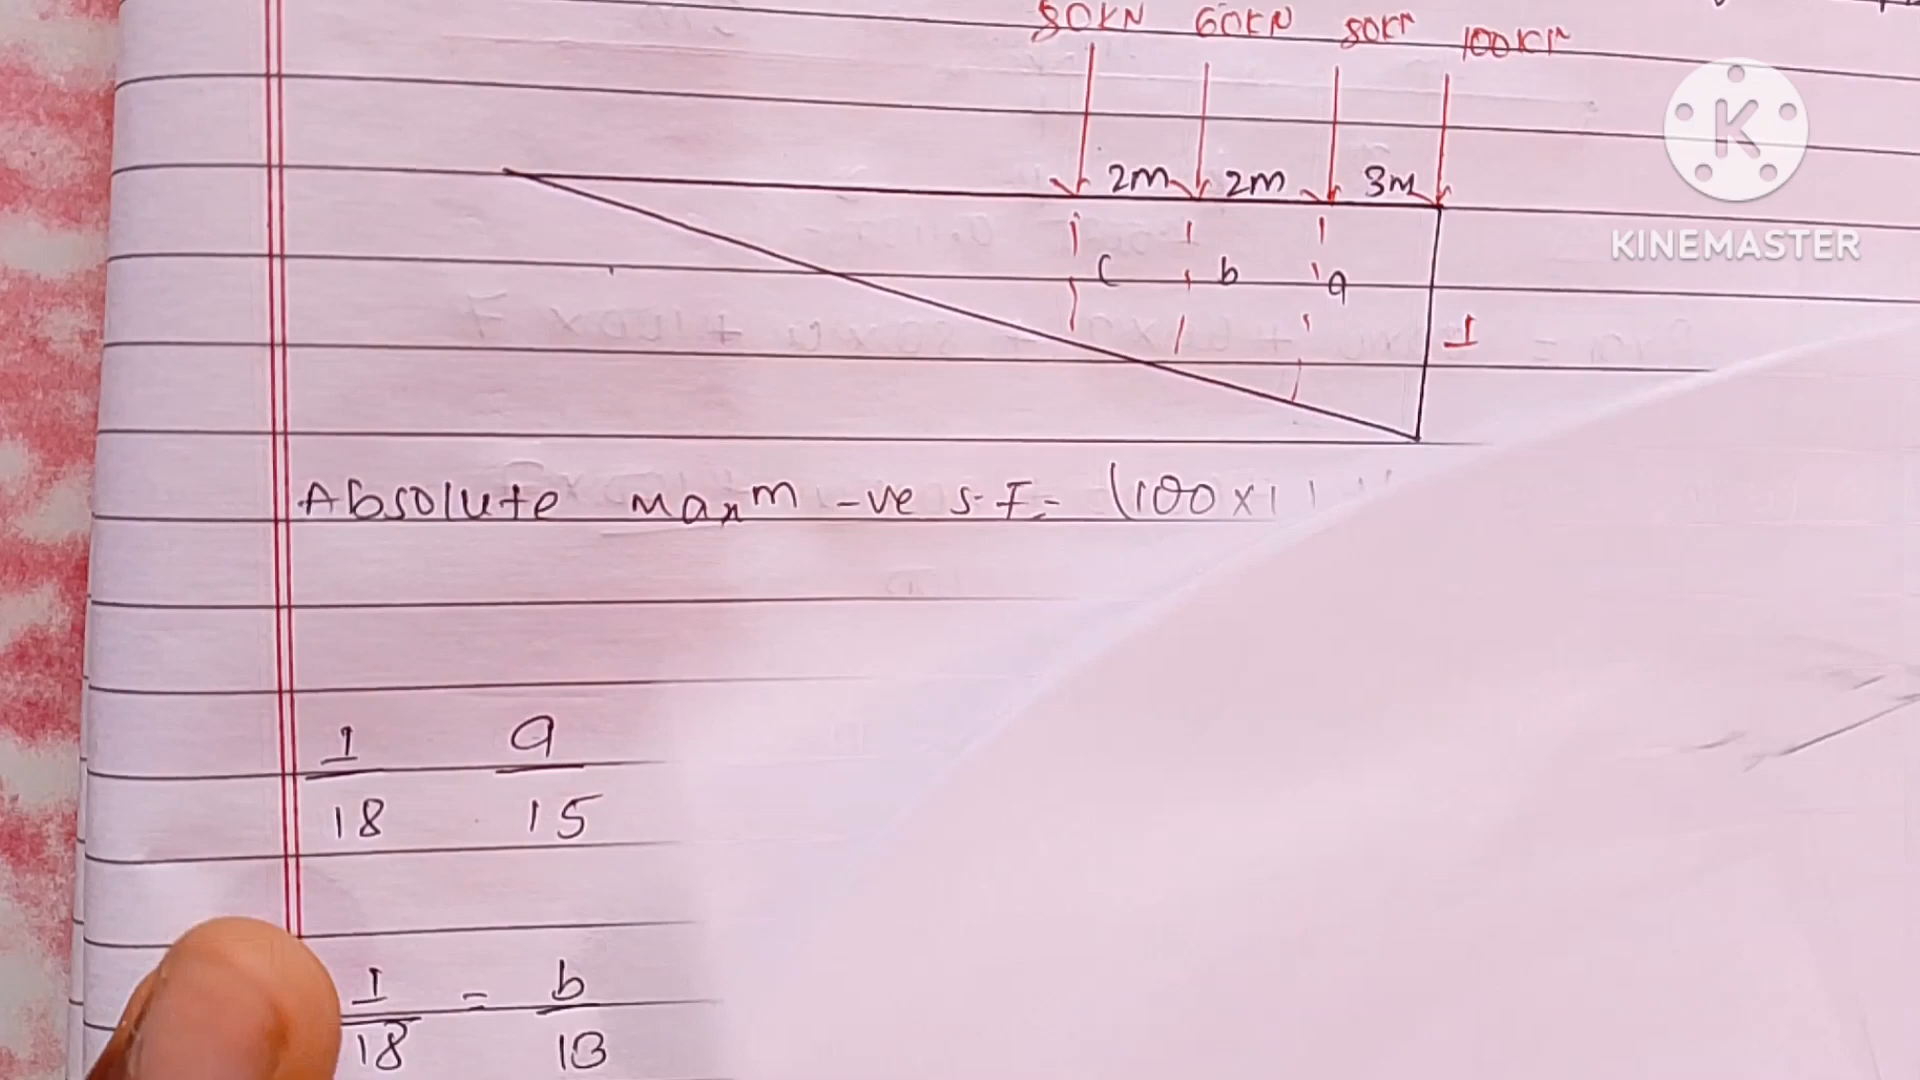 80KN 60KN 80KN 100KN
2m 2m 3m
c b a
1
KINEMASTER
Absolute maxm -ve S.F = (100×1
1 a
18 15
1 = b
18 13